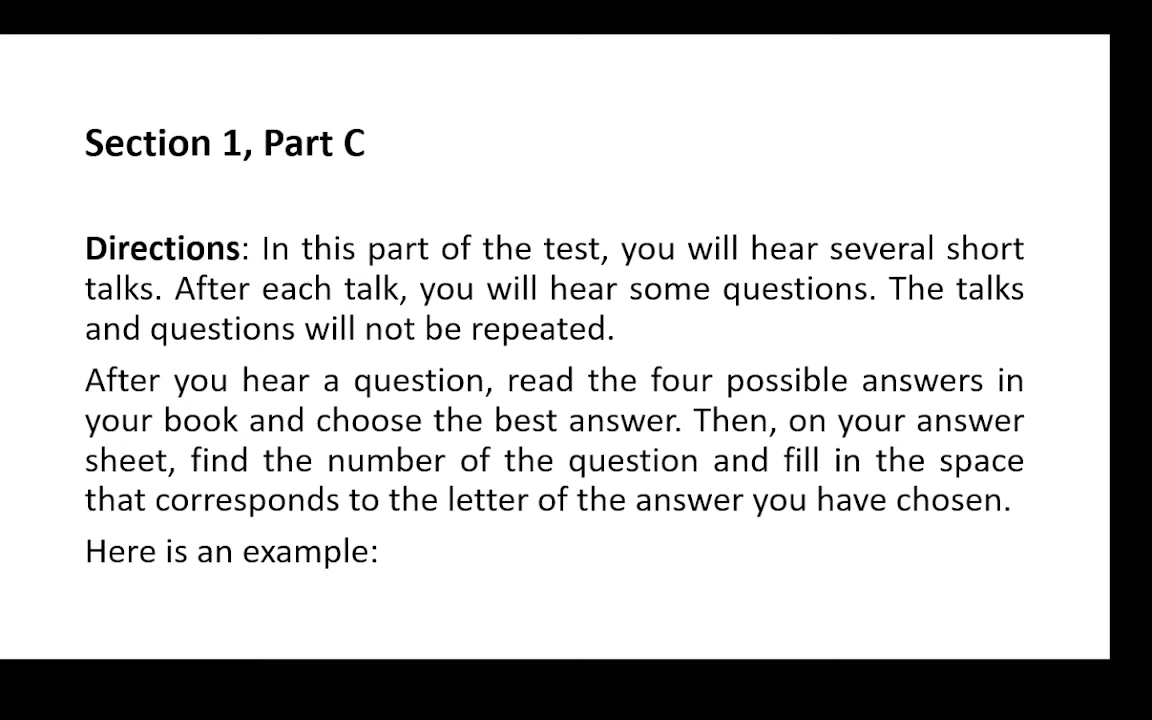 Section 1, Part C
Directions: In this part of the test, you will hear several short
talks. After each talk, you will hear some questions. The talks
and questions will not be repeated.
After you hear a question, read the four possible answers in
your book and choose the best answer. Then, on your answer
sheet, find the number of the question and fill in the space
that corresponds to the letter of the answer you have chosen.
Here is an example: